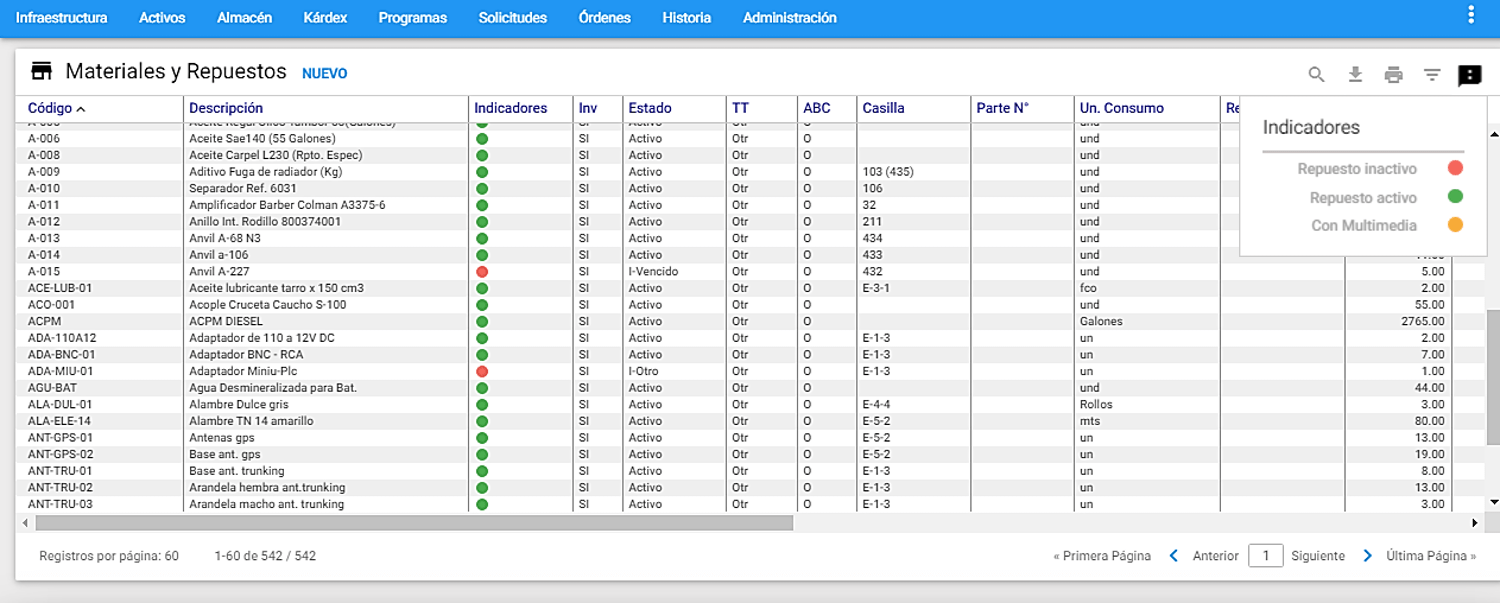 Infraestructura Activos Almacén Kárdex Programas Solicitudes Órdenes Historia Administración
Materiales y Repuestos NUEVO
Código Descripción Indicadores Inv Estado TT ABC Casilla Parte N° Un. Consumo Re
Indicadores
Repuesto inactivo
Repuesto activo
Con Multimedia
A-006 Aceite Sae140 (55 Galones) SI Activo Otr O und
A-008 Aceite Carpel L230 (Rpto. Espec) SI Activo Otr O und
A-009 Aditivo Fuga de radiador (Kg) SI Activo Otr O 103 (435) und
A-010 Separador Ref. 6031 SI Activo Otr O 106 und
A-011 Amplificador Barber Colman A3375-6 SI Activo Otr O 32 und
A-012 Anillo Int. Rodillo 800374001 SI Activo Otr O 211 und
A-013 Anvil A-68 N3 SI Activo Otr O 434 und
A-014 Anvil a-106 SI Activo Otr O 433 und
A-015 Anvil A-227 SI I-Vencido Otr O 432 und 5.00
ACE-LUB-01 Aceite lubricante tarro x 150 cm3 SI Activo Otr O E-3-1 fco 2.00
ACO-001 Acople Cruceta Caucho S-100 SI Activo Otr O und 55.00
ACPM ACPM DIESEL SI Activo Otr O Galones 2765.00
ADA-110A12 Adaptador de 110 a 12V DC SI Activo Otr O E-1-3 un 2.00
ADA-BNC-01 Adaptador BNC - RCA SI Activo Otr O E-1-3 un 7.00
ADA-MIU-01 Adaptador Miniu-Plc SI I-Otro Otr O E-1-3 un 1.00
AGU-BAT Agua Desmineralizada para Bat. SI Activo Otr O und 44.00
ALA-DUL-01 Alambre Dulce gris SI Activo Otr O E-4-4 Rollos 3.00
ALA-ELE-14 Alambre TN 14 amarillo SI Activo Otr O E-5-2 mts 80.00
ANT-GPS-01 Antenas gps SI Activo Otr O E-5-2 un 13.00
ANT-GPS-02 Base ant. gps SI Activo Otr O E-5-2 un 19.00
ANT-TRU-01 Base ant. trunking SI Activo Otr O E-1-3 un 8.00
ANT-TRU-02 Arandela hembra ant.trunking SI Activo Otr O E-1-3 un 13.00
ANT-TRU-03 Arandela macho ant. trunking SI Activo Otr O E-1-3 un 3.00
Registros por página: 60 1-60 de 542 / 542 « Primera Página Anterior 1 Siguiente Última Página »